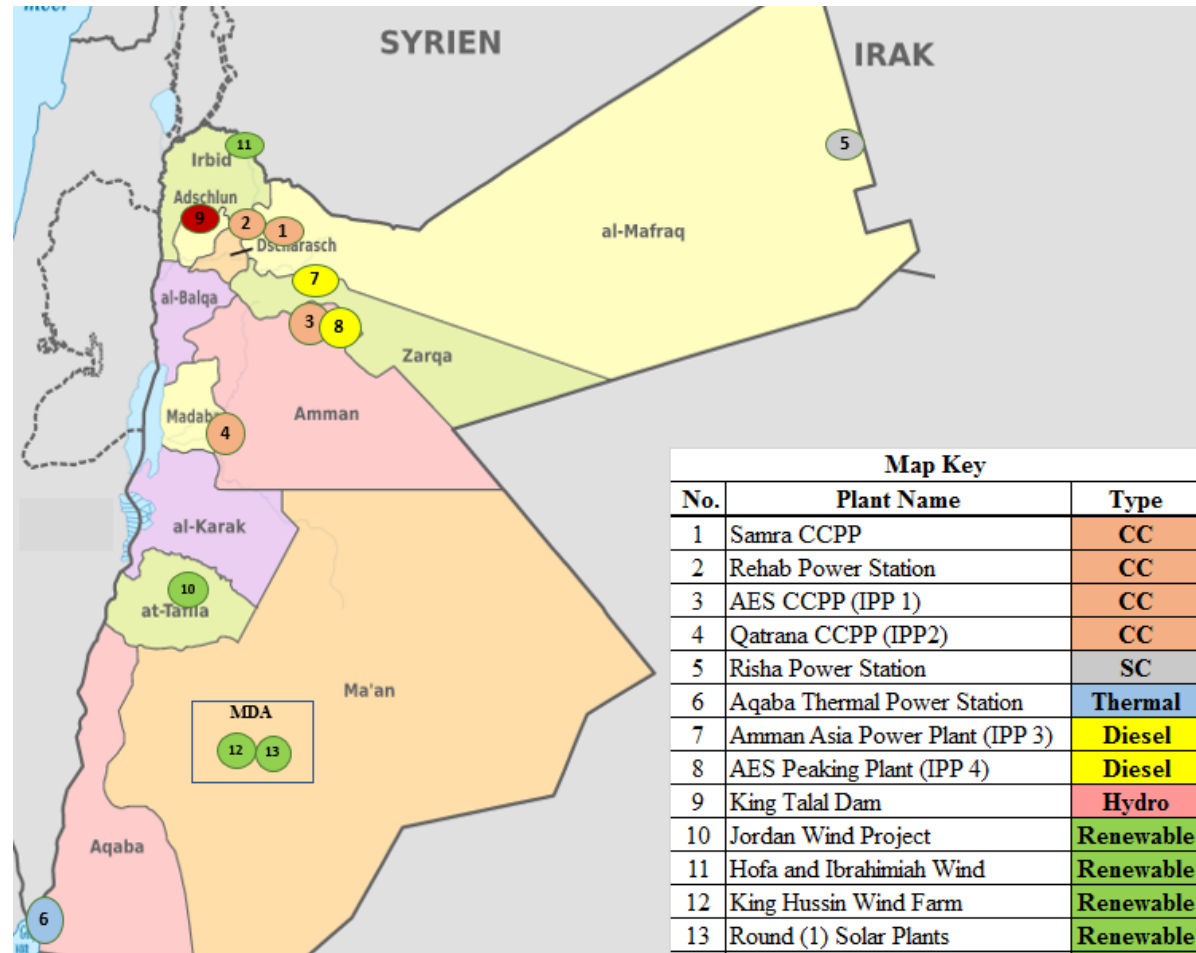 SYRIEN
IRAK
11
Irbid
5
Adschlun
9
2
1
al-Mafraq
Dscharasch
7
al-Balqa
3
8
Zarqa
Madaba
Amman
4
al-Karak
10
at-Tafila
Ma'an
MDA
12
13
Aqaba
6
Map Key
No. Plant Name Type
1 Samra CCPP CC
2 Rehab Power Station CC
3 AES CCPP (IPP 1) CC
4 Qatrana CCPP (IPP2) CC
5 Risha Power Station SC
6 Aqaba Thermal Power Station Thermal
7 Amman Asia Power Plant (IPP 3) Diesel
8 AES Peaking Plant (IPP 4) Diesel
9 King Talal Dam Hydro
10 Jordan Wind Project Renewable
11 Hofa and Ibrahimiah Wind Renewable
12 King Hussin Wind Farm Renewable
13 Round (1) Solar Plants Renewable